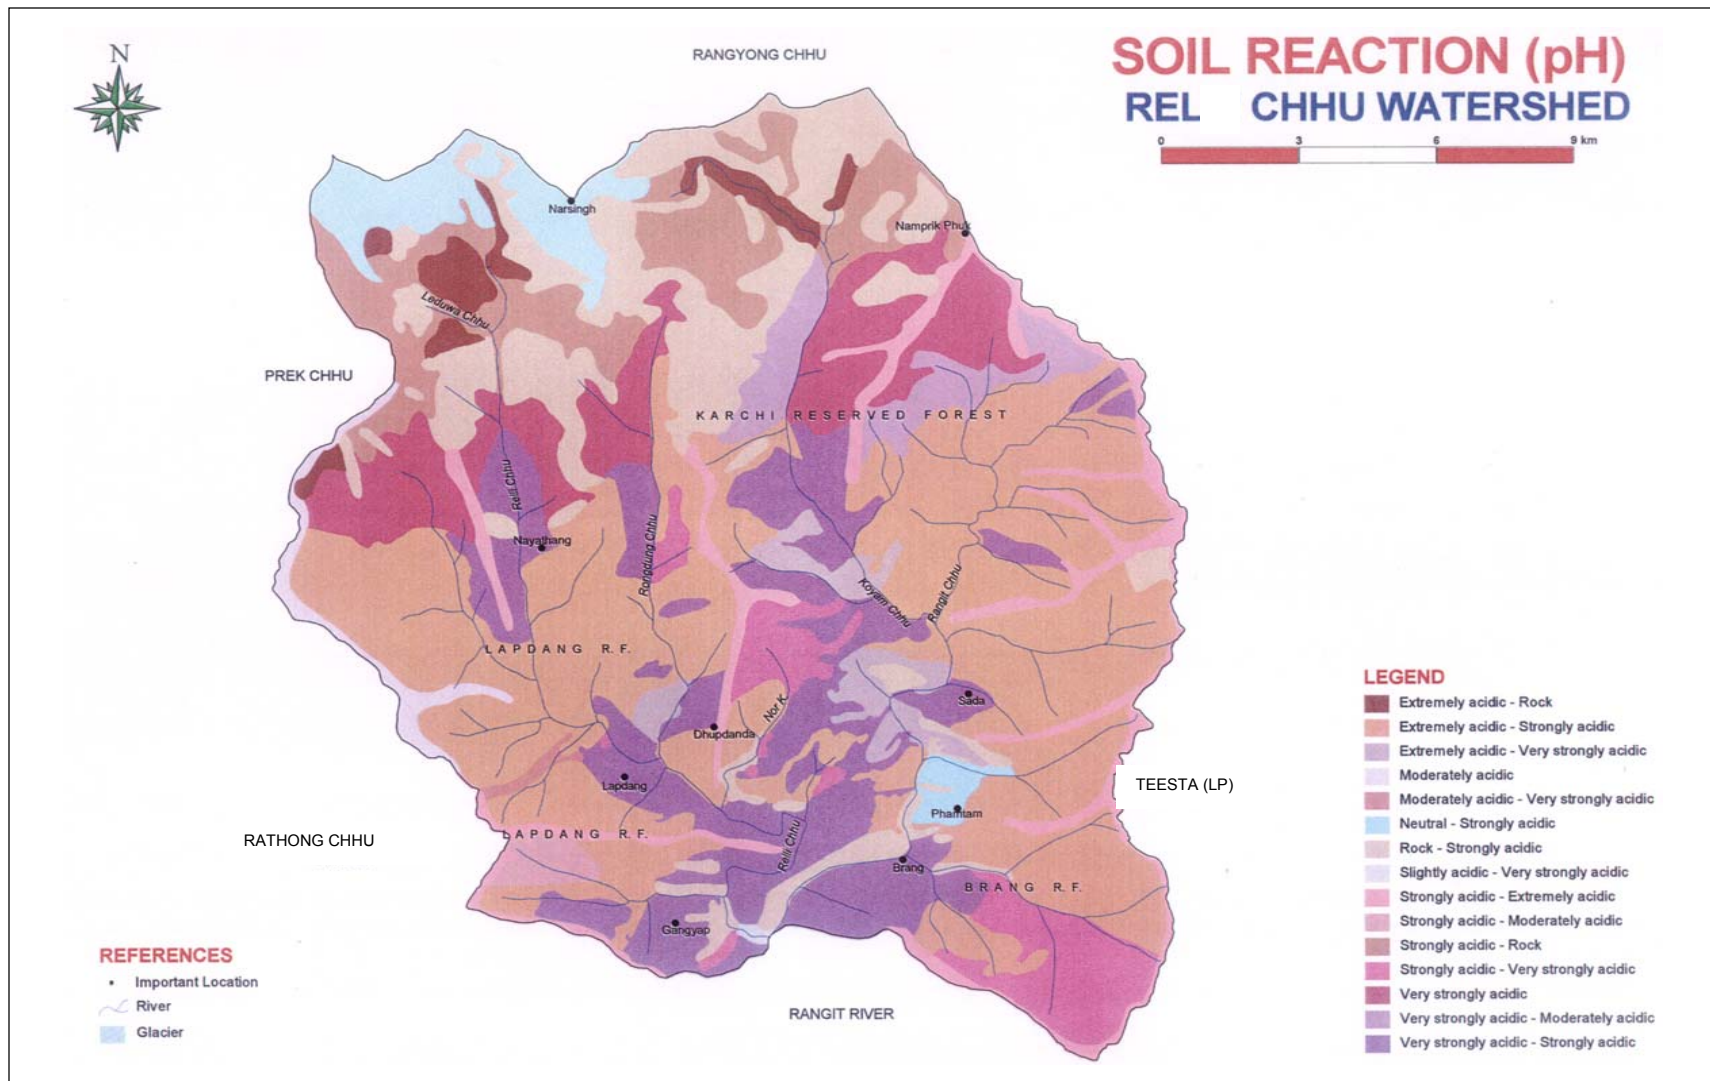 N
RANGYONG CHHU
SOIL REACTION (pH)
REL CHHU WATERSHED
0 3 6 9 km
Narsingh
Namprik Phuk
Leduwa Chhu
PREK CHHU
KARCHI RESERVED FOREST
Relli Chhu
Rongdung Chhu
Nayathang
Koyam Chhu
Rangit Chhu
LAPDANG R.F.
Sada
Nor K.
Dhupdanda
Lapdang
TEESTA (LP)
Phamtam
RATHONG CHHU
LAPDANG R.F.
Relli Chhu
Brang
BRANG R.F.
Gangyap
RANGIT RIVER
REFERENCES
Important Location
River
Glacier
LEGEND
Extremely acidic - Rock
Extremely acidic - Strongly acidic
Extremely acidic - Very strongly acidic
Moderately acidic
Moderately acidic - Very strongly acidic
Neutral - Strongly acidic
Rock - Strongly acidic
Slightly acidic - Very strongly acidic
Strongly acidic - Extremely acidic
Strongly acidic - Moderately acidic
Strongly acidic - Rock
Strongly acidic - Very strongly acidic
Very strongly acidic
Very strongly acidic - Moderately acidic
Very strongly acidic - Strongly acidic